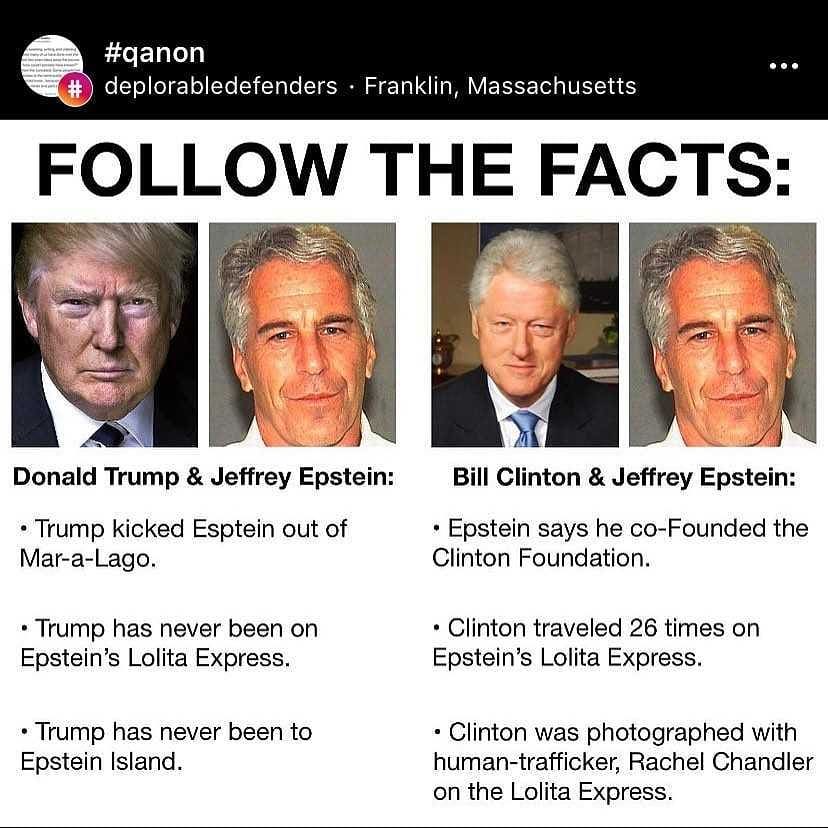 #qanon
deplorabledefenders · Franklin, Massachusetts
FOLLOW THE FACTS:
Donald Trump & Jeffrey Epstein:
• Trump kicked Esptein out of
Mar-a-Lago.
• Trump has never been on
Epstein's Lolita Express.
• Trump has never been to
Epstein Island.
Bill Clinton & Jeffrey Epstein:
• Epstein says he co-Founded the
Clinton Foundation.
• Clinton traveled 26 times on
Epstein's Lolita Express.
• Clinton was photographed with
human-trafficker, Rachel Chandler
on the Lolita Express.